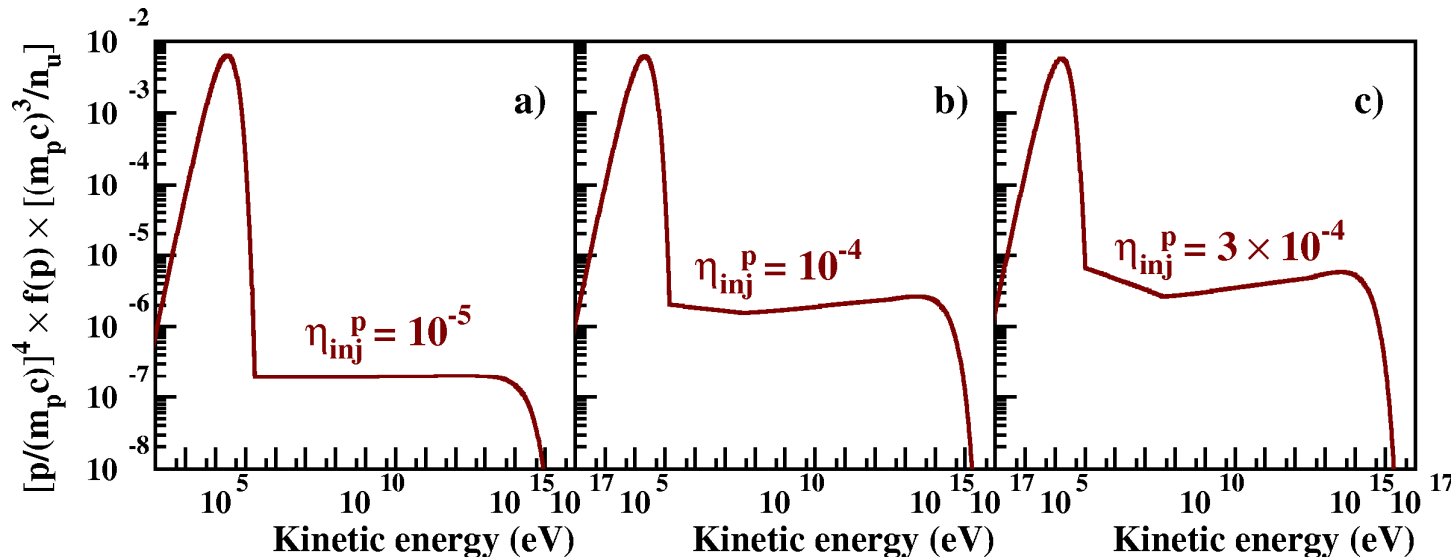 [p/(m_p c)]^4 × f(p) × [(m_p c)^3/n_u]
10^-2
10^-3
10^-4
10^-5
10^-6
10^-7
10^-8
a)
η_inj^p = 10^-5
b)
η_inj^p = 10^-4
c)
η_inj^p = 3 × 10^-4
10^5 10^10 10^15 10^17 10^5 10^10 10^15 10^17 10^5 10^10 10^15 10^17
Kinetic energy (eV) Kinetic energy (eV) Kinetic energy (eV)